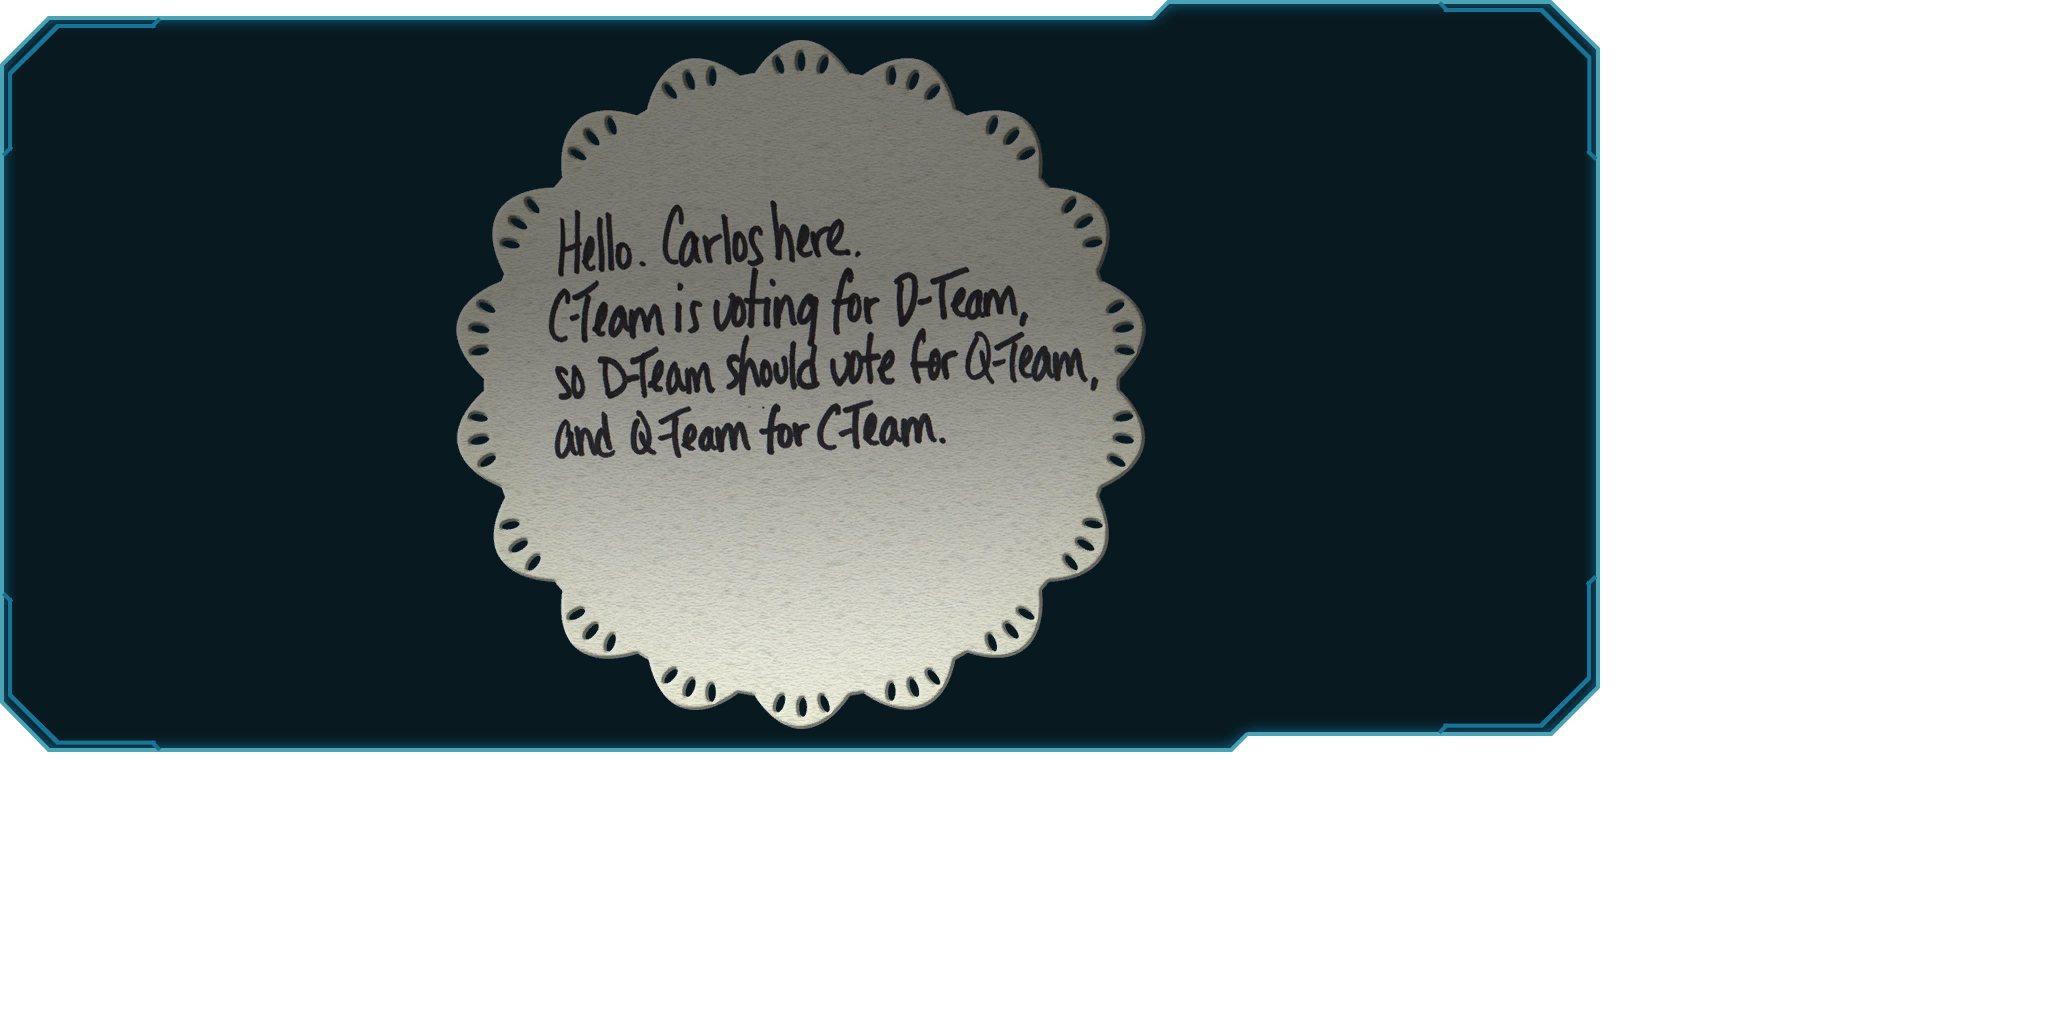 Hello. Carlos here.
C-Team is voting for D-Team,
so D-Team should vote for Q-Team,
and Q-Team for C-Team.